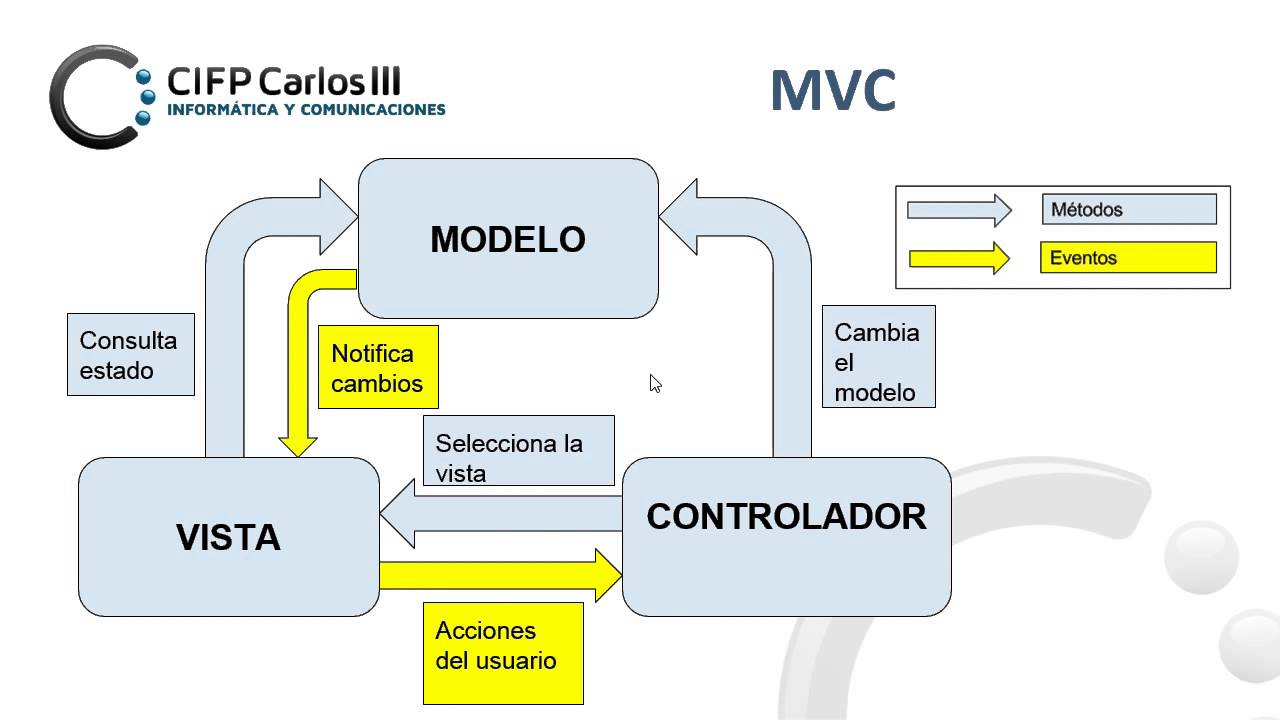 CIFP Carlos III
INFORMÁTICA Y COMUNICACIONES
MVC
MODELO
Métodos
Eventos
Consulta
estado
Notifica
cambios
Cambia
el
modelo
Selecciona la
vista
VISTA
CONTROLADOR
Acciones
del usuario